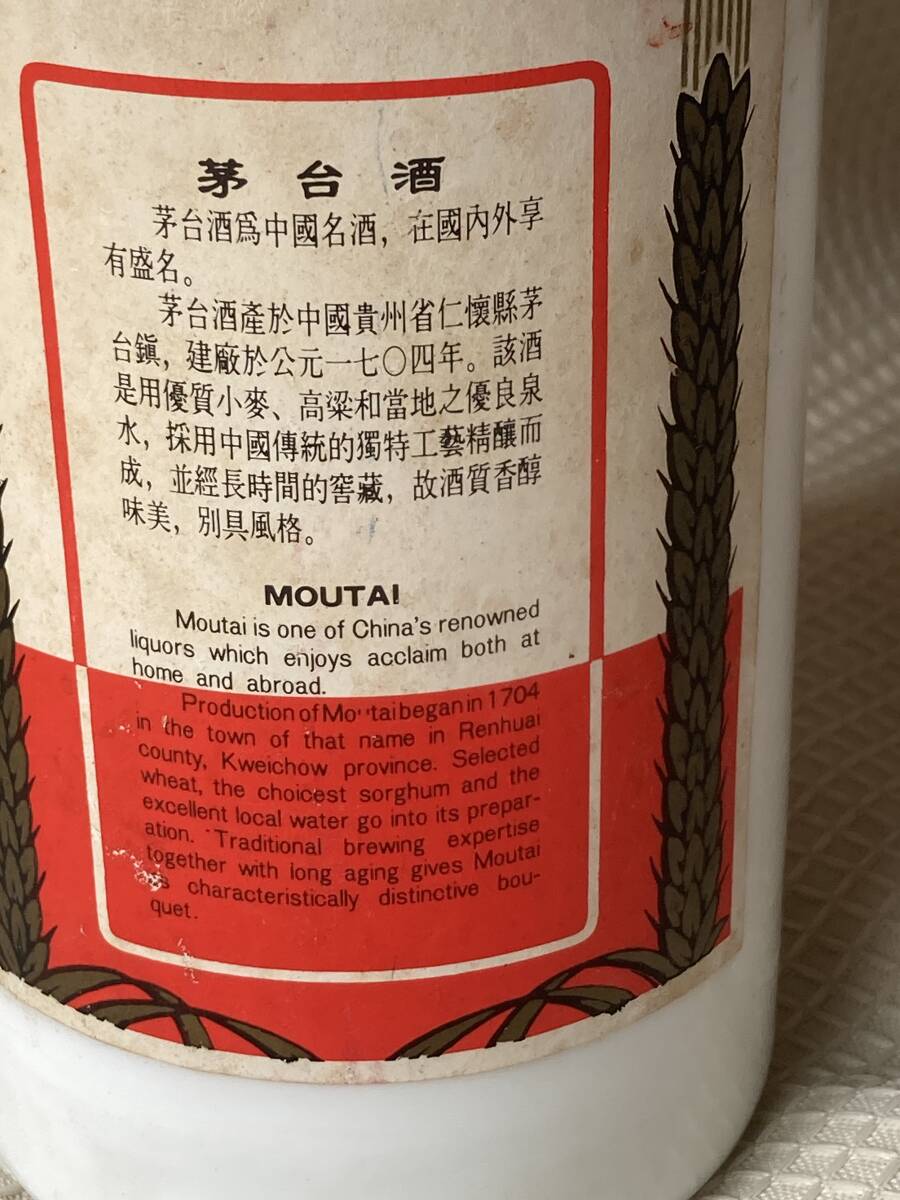 茅台酒
茅台酒爲中國名酒，在國內外享
有盛名。
茅台酒產於中國貴州省仁懷縣茅
台鎭，建廠於公元一七〇四年。該酒
是用優質小麥、高粱和當地之優良泉
水，採用中國傳統的獨特工藝精釀而
成，並經長時間的窖藏，故酒質香醇
味美，別具風格。
MOUTAI
Moutai is one of China's renowned
liquors which enjoys acclaim both at
home and abroad.
Production of Moutai began in 1704
in the town of that name in Renhuai
county, Kweichow province. Selected
wheat, the choicest sorghum and the
excellent local water go into its prepar-
ation. Traditional brewing expertise
together with long aging gives Moutai
characteristically distinctive bou-
quet.